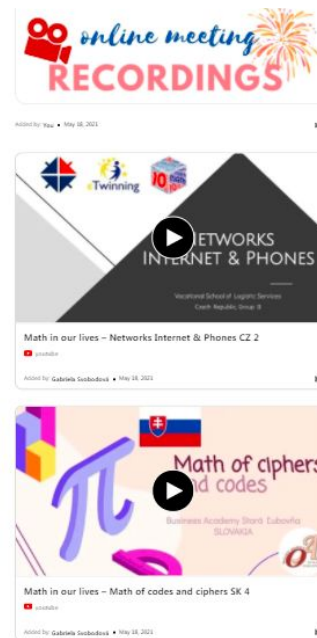 online meeting
RECORDINGS
Added by: You • May 18, 2021
eTwinning
NETWORKS
INTERNET & PHONES
Vocational School of Logistic Services
Czech Republic, Group B
Math in our lives – Networks Internet & Phones CZ 2
youtube
Added by: Gabriela Svobodová • May 18, 2021
Math of ciphers
and codes
Business Academy Stará Ľubovňa
SLOVAKIA
Math in our lives – Math of codes and ciphers SK 4
youtube
Added by: Gabriela Svobodová • May 18, 2021